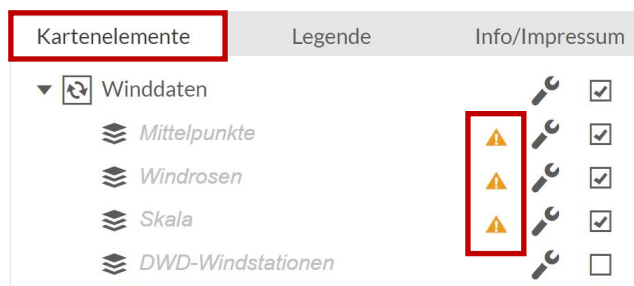 Kartenelemente Legende Info/Impressum
Winddaten
Mittelpunkte
Windrosen
Skala
DWD-Windstationen